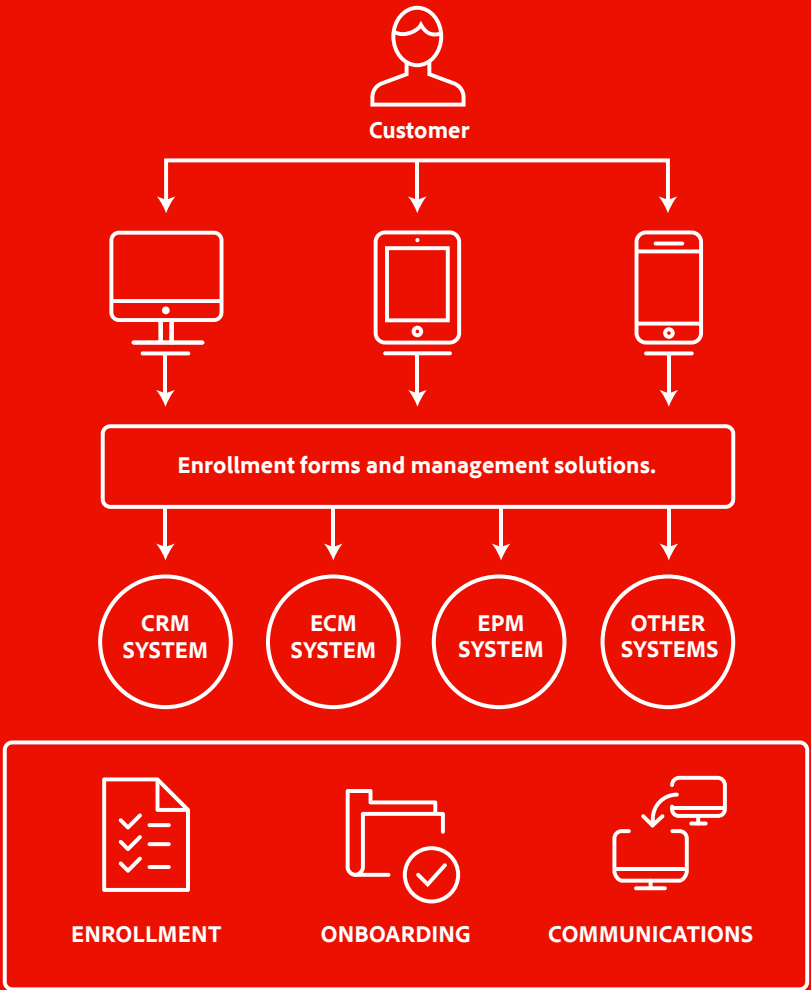 Customer
Enrollment forms and management solutions.
CRM
SYSTEM
ECM
SYSTEM
EPM
SYSTEM
OTHER
SYSTEMS
ENROLLMENT
ONBOARDING
COMMUNICATIONS